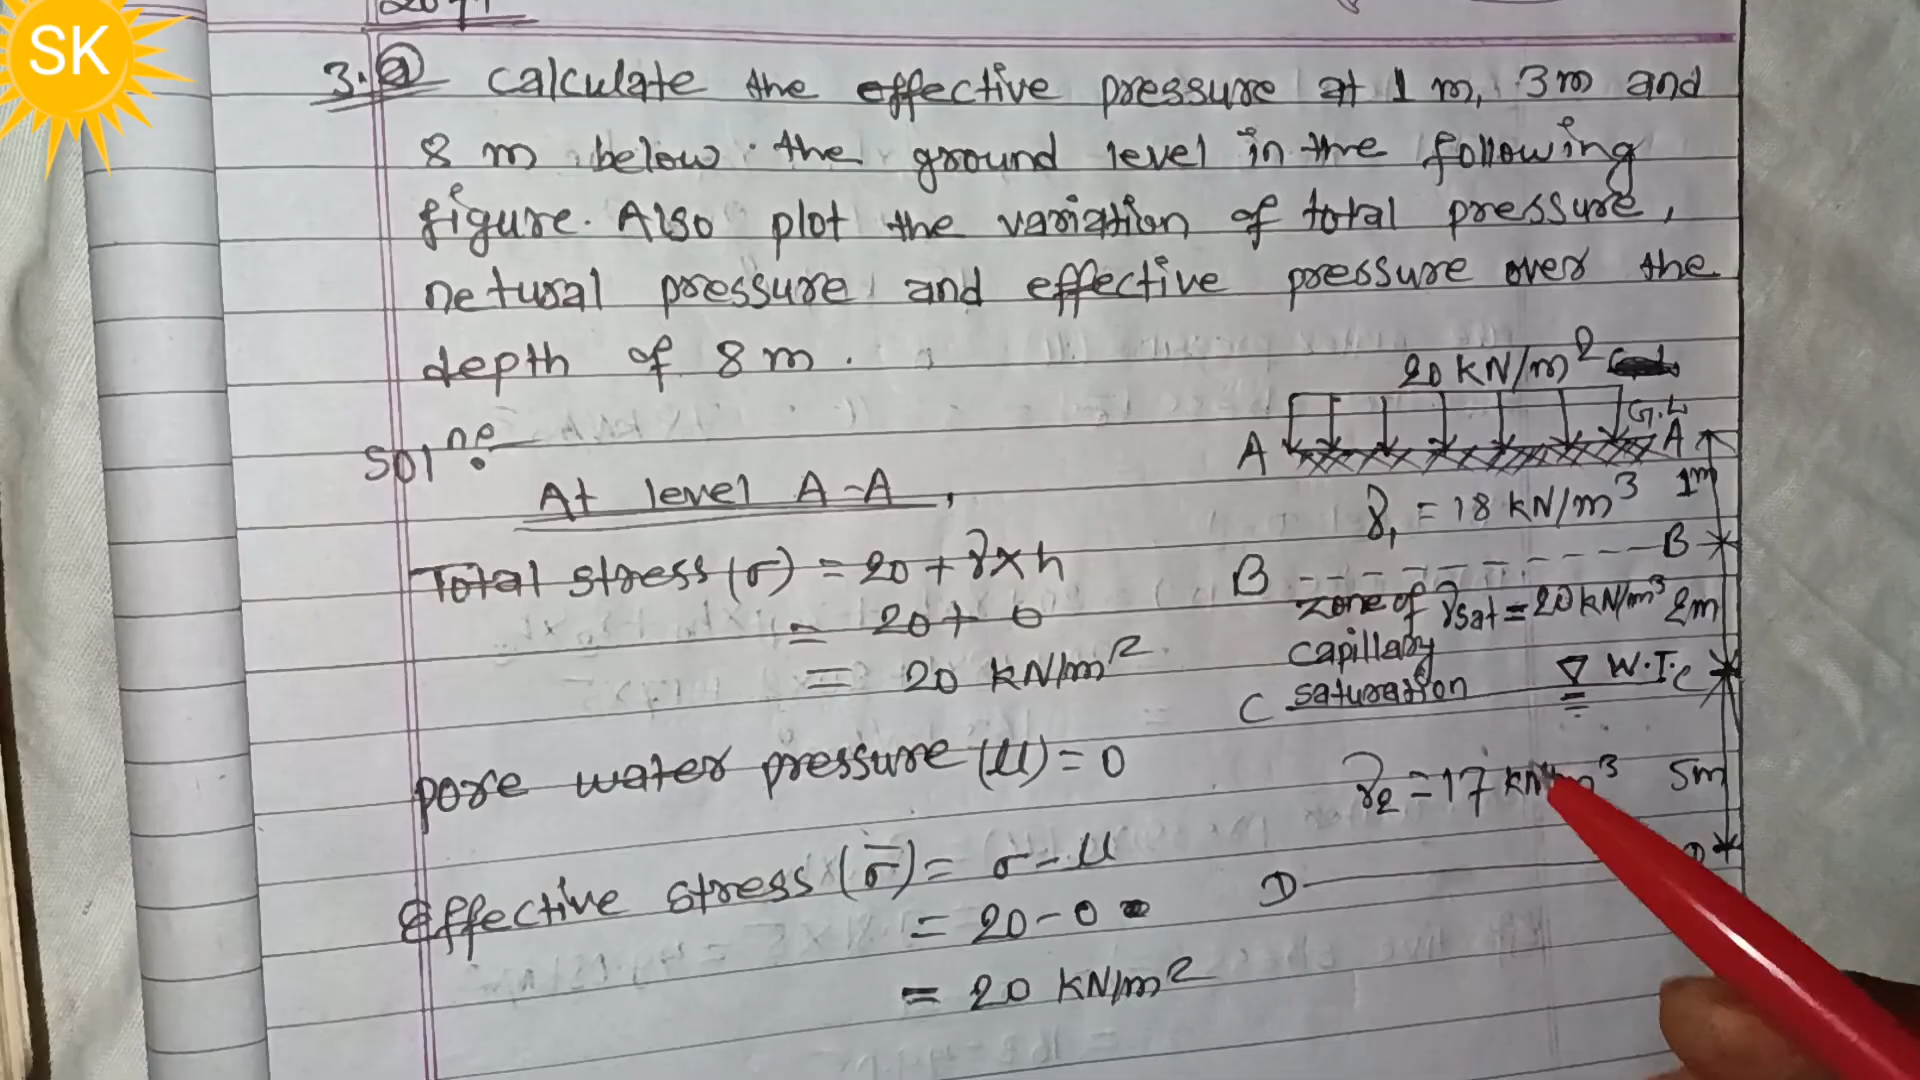 SK
3. a calculate the effective pressure at 1 m, 3m and
8 m below the ground level in the following
figure. Also plot the variation of total pressure,
netural pressure and effective pressure over the
depth of 8 m.
20 KN/m2
G.L
Soln:
A A
At level A-A,
1m
γ1 = 18 KN/m3
Total stress (σ) = 20 + γ x h
B B
= 20 + 0
zone of γsat = 20 KN/m3 2m
capillary
= 20 KN/m2
saturation
▽ W.T.
C C
pore water pressure (u) = 0
γ2 = 17 KN/m3 5m
Effective stress (σ̄) = σ - u
D
= 20 - 0
= 20 KN/m2